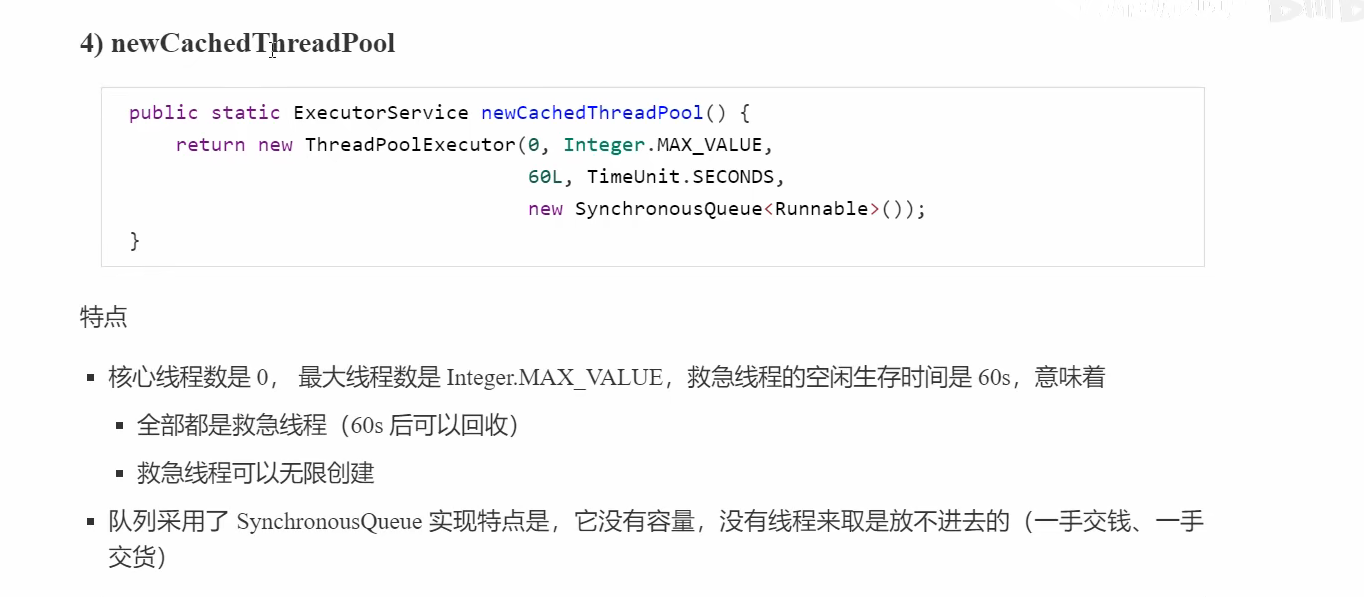 4) newCachedThreadPool
public static ExecutorService newCachedThreadPool() {
return new ThreadPoolExecutor(0, Integer.MAX_VALUE,
60L, TimeUnit.SECONDS,
new SynchronousQueue<Runnable>());
}
特点
▪ 核心线程数是 0， 最大线程数是 Integer.MAX_VALUE，救急线程的空闲生存时间是 60s，意味着
▪ 全部都是救急线程（60s 后可以回收）
▪ 救急线程可以无限创建
▪ 队列采用了 SynchronousQueue 实现特点是，它没有容量，没有线程来取是放不进去的（一手交钱、一手
交货）